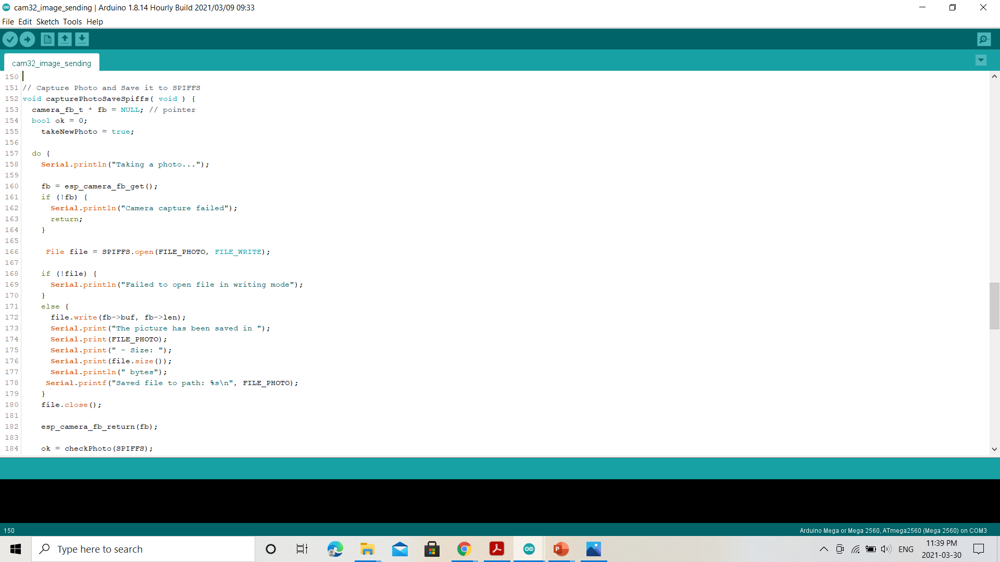 cam32_image_sending | Arduino 1.8.14 Hourly Build 2021/03/09 09:33
File Edit Sketch Tools Help
cam32_image_sending
150
151 // Capture Photo and Save it to SPIFFS
152 void capturePhotoSaveSpiffs( void ) {
153   camera_fb_t * fb = NULL; // pointer
154   bool ok = 0;
155     takeNewPhoto = true;
156
157   do {
158     Serial.println("Taking a photo...");
159
160     fb = esp_camera_fb_get();
161     if (!fb) {
162       Serial.println("Camera capture failed");
163       return;
164     }
165
166      File file = SPIFFS.open(FILE_PHOTO, FILE_WRITE);
167
168     if (!file) {
169       Serial.println("Failed to open file in writing mode");
170     }
171     else {
172       file.write(fb->buf, fb->len);
173       Serial.print("The picture has been saved in ");
174       Serial.print(FILE_PHOTO);
175       Serial.print(" - Size: ");
176       Serial.print(file.size());
177       Serial.println(" bytes");
178      Serial.printf("Saved file to path: %s\n", FILE_PHOTO);
179     }
180     file.close();
181
182     esp_camera_fb_return(fb);
183
184     ok = checkPhoto(SPIFFS);
150 Arduino Mega or Mega 2560, ATmega2560 (Mega 2560) on COM3
Type here to search
ENG
11:39 PM
2021-03-30